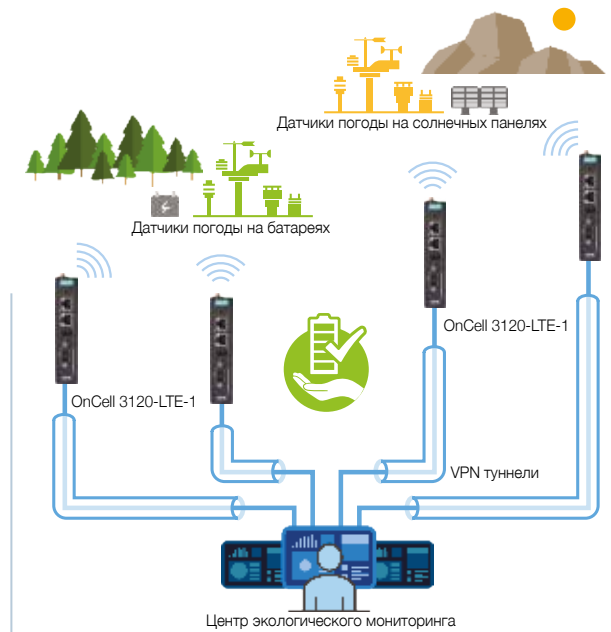 Датчики погоды на солнечных панелях
Датчики погоды на батареях
OnCell 3120-LTE-1
OnCell 3120-LTE-1
VPN туннели
Центр экологического мониторинга